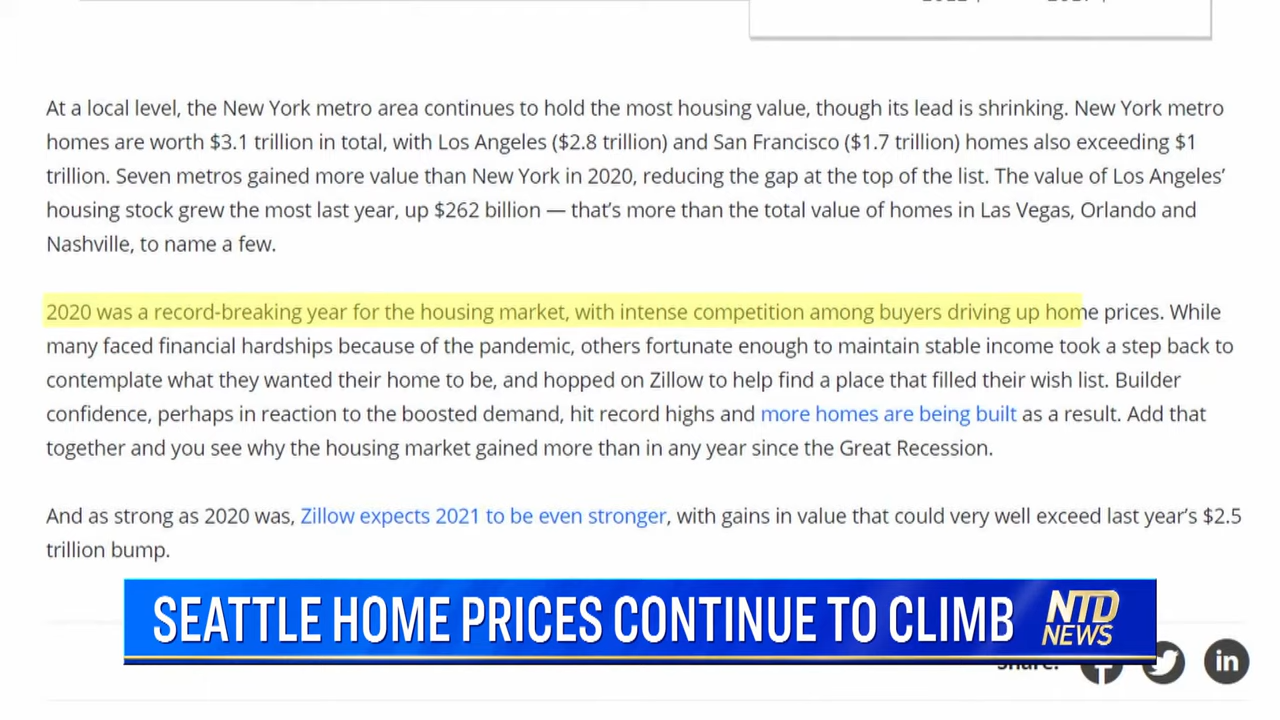 At a local level, the New York metro area continues to hold the most housing value, though its lead is shrinking. New York metro
homes are worth $3.1 trillion in total, with Los Angeles ($2.8 trillion) and San Francisco ($1.7 trillion) homes also exceeding $1
trillion. Seven metros gained more value than New York in 2020, reducing the gap at the top of the list. The value of Los Angeles’
housing stock grew the most last year, up $262 billion — that’s more than the total value of homes in Las Vegas, Orlando and
Nashville, to name a few.
2020 was a record-breaking year for the housing market, with intense competition among buyers driving up home prices. While
many faced financial hardships because of the pandemic, others fortunate enough to maintain stable income took a step back to
contemplate what they wanted their home to be, and hopped on Zillow to help find a place that filled their wish list. Builder
confidence, perhaps in reaction to the boosted demand, hit record highs and more homes are being built as a result. Add that
together and you see why the housing market gained more than in any year since the Great Recession.
And as strong as 2020 was, Zillow expects 2021 to be even stronger, with gains in value that could very well exceed last year’s $2.5
trillion bump.
SEATTLE HOME PRICES CONTINUE TO CLIMB
NTD
NEWS
Share:
in